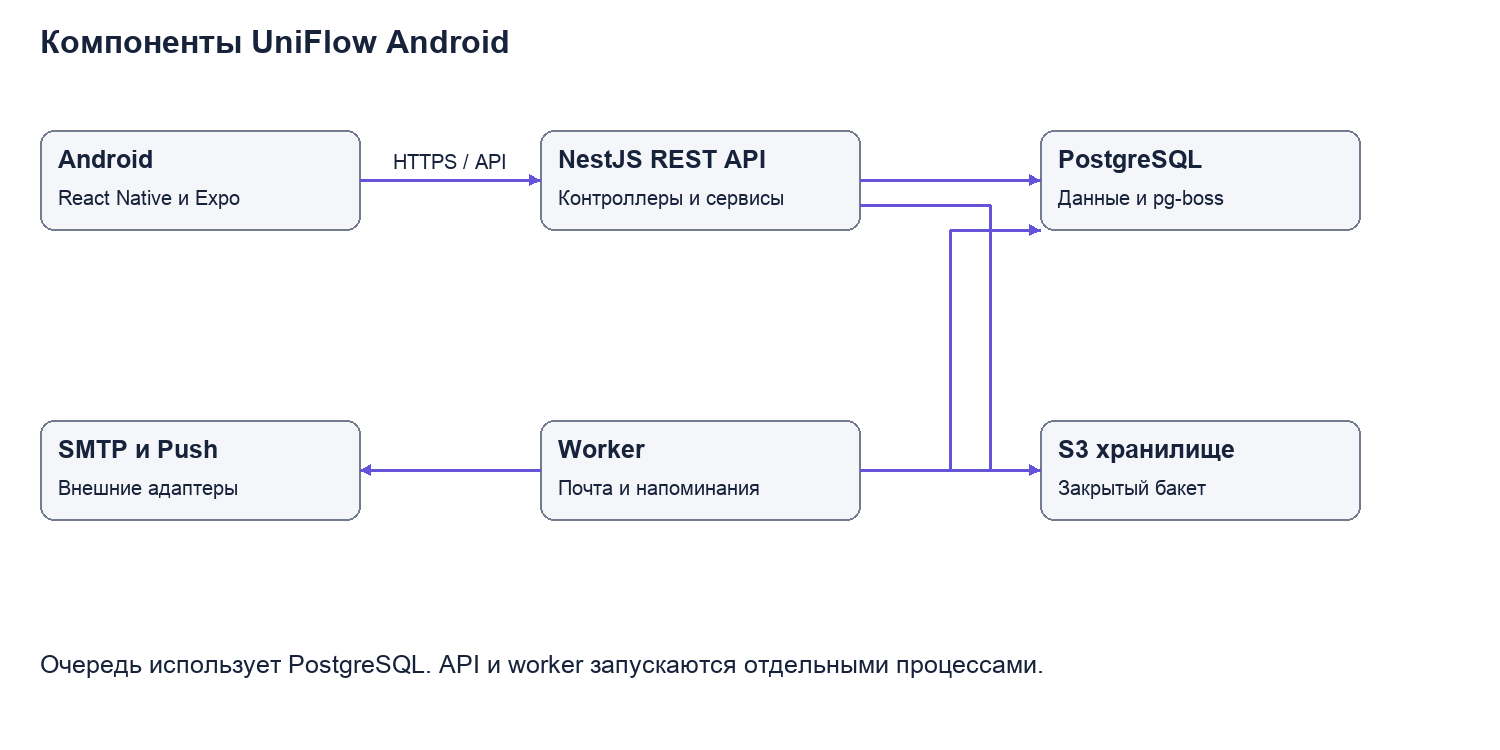 Компоненты UniFlow Android
Android
React Native и Expo
HTTPS / API
NestJS REST API
Контроллеры и сервисы
PostgreSQL
Данные и pg-boss
SMTP и Push
Внешние адаптеры
Worker
Почта и напоминания
S3 хранилище
Закрытый бакет
Очередь использует PostgreSQL. API и worker запускаются отдельными процессами.